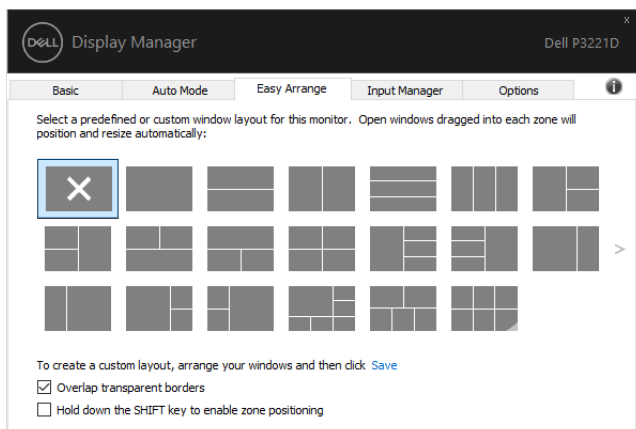 DELL Display Manager
Dell P3221D
Basic Auto Mode Easy Arrange Input Manager Options
Select a predefined or custom window layout for this monitor. Open windows dragged into each zone will
position and resize automatically:
To create a custom layout, arrange your windows and then click Save
Overlap transparent borders
Hold down the SHIFT key to enable zone positioning